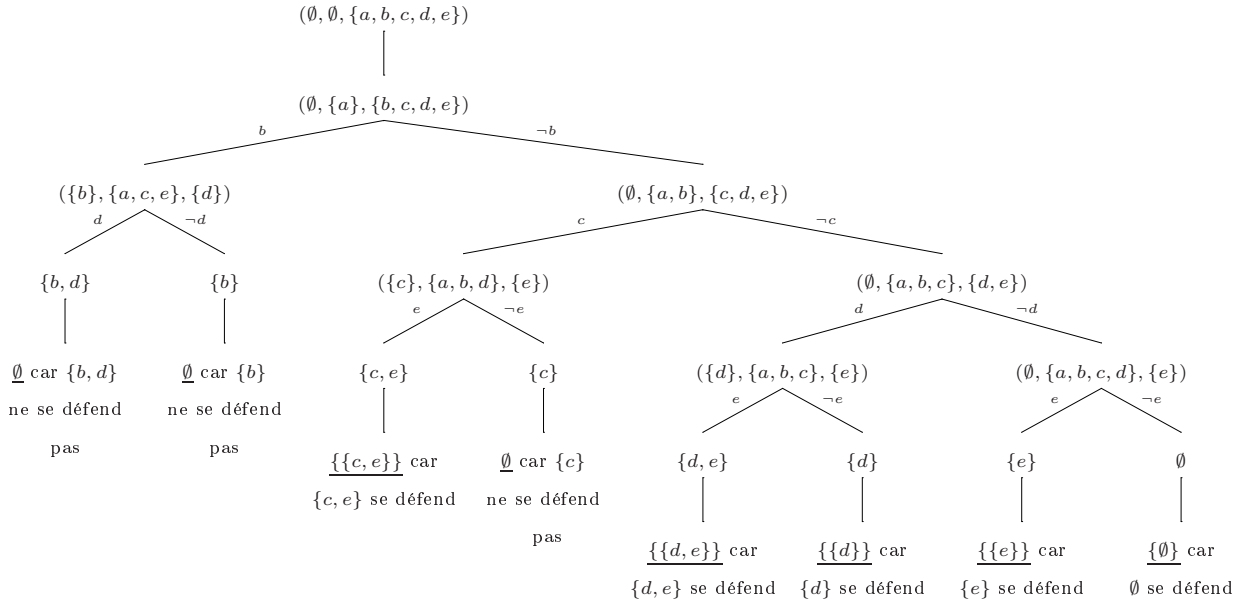 (∅, ∅, {a, b, c, d, e})
(∅, {a}, {b, c, d, e})
b
¬b
({b}, {a, c, e}, {d})
(∅, {a, b}, {c, d, e})
d
¬d
c
¬c
{b, d}
{b}
({c}, {a, b, d}, {e})
(∅, {a, b, c}, {d, e})
e
¬e
d
¬d
∅ car {b, d}
ne se défend
pas
∅ car {b}
ne se défend
pas
{c, e}
{c}
({d}, {a, b, c}, {e})
(∅, {a, b, c, d}, {e})
e
¬e
e
¬e
{{c, e}} car
{c, e} se défend
∅ car {c}
ne se défend
pas
{d, e}
{d}
{e}
∅
{{d, e}} car
{d, e} se défend
{{d}} car
{d} se défend
{{e}} car
{e} se défend
{∅} car
∅ se défend